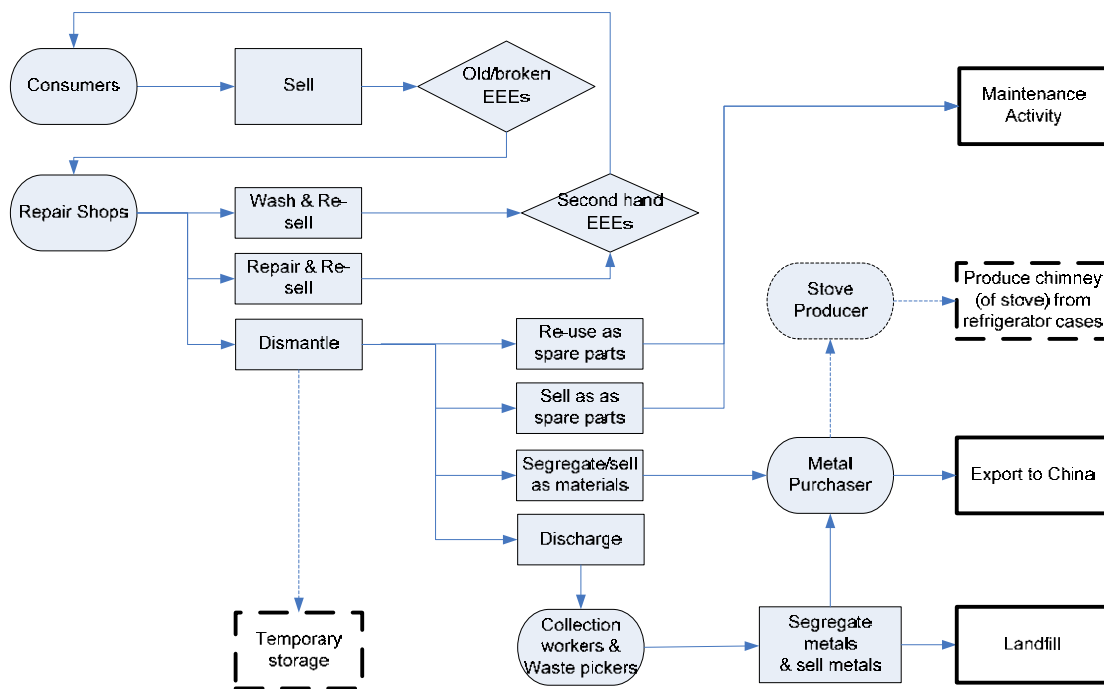 Consumers
Sell
Old/broken
EEEs
Maintenance
Activity
Repair Shops
Wash & Re-
sell
Second hand
EEEs
Repair & Re-
sell
Stove
Producer
Produce chimney
(of stove) from
refrigerator cases
Dismantle
Re-use as
spare parts
Sell as as
spare parts
Segregate/sell
as materials
Metal
Purchaser
Export to China
Discharge
Temporary
storage
Collection
workers &
Waste pickers
Segregate
metals
& sell metals
Landfill